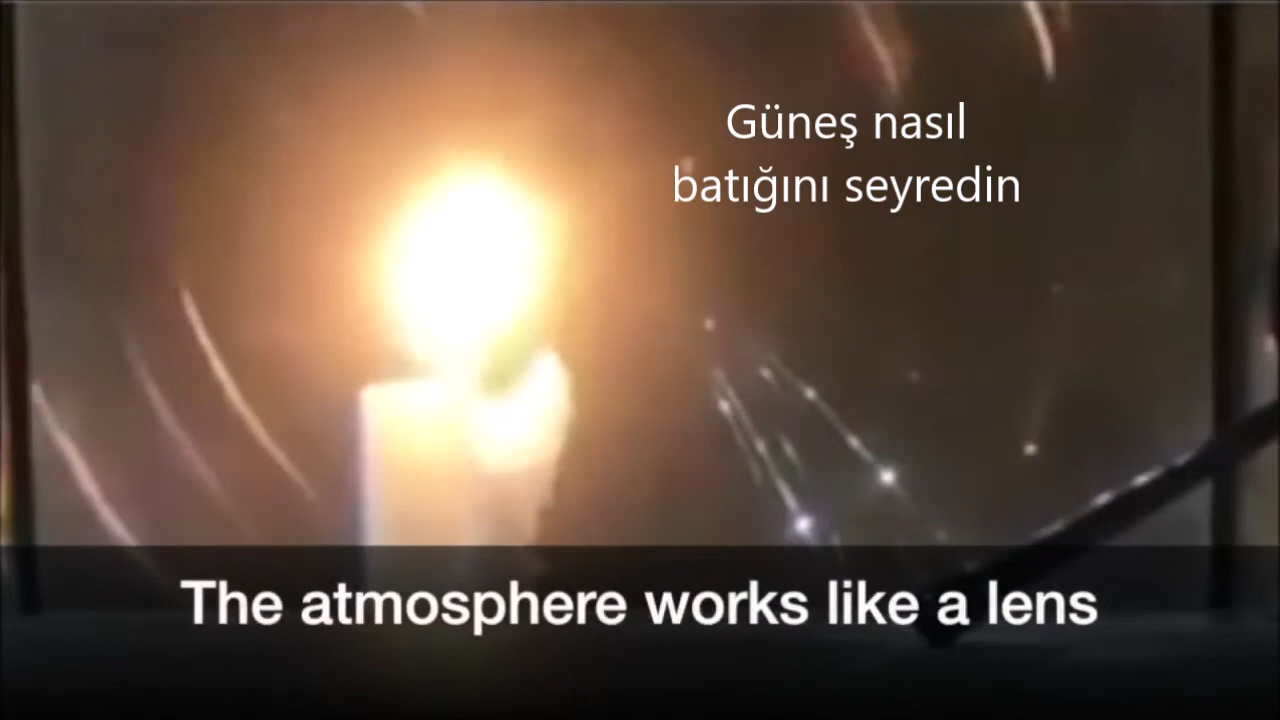 Güneş nasıl
batığını seyredin
The atmosphere works like a lens